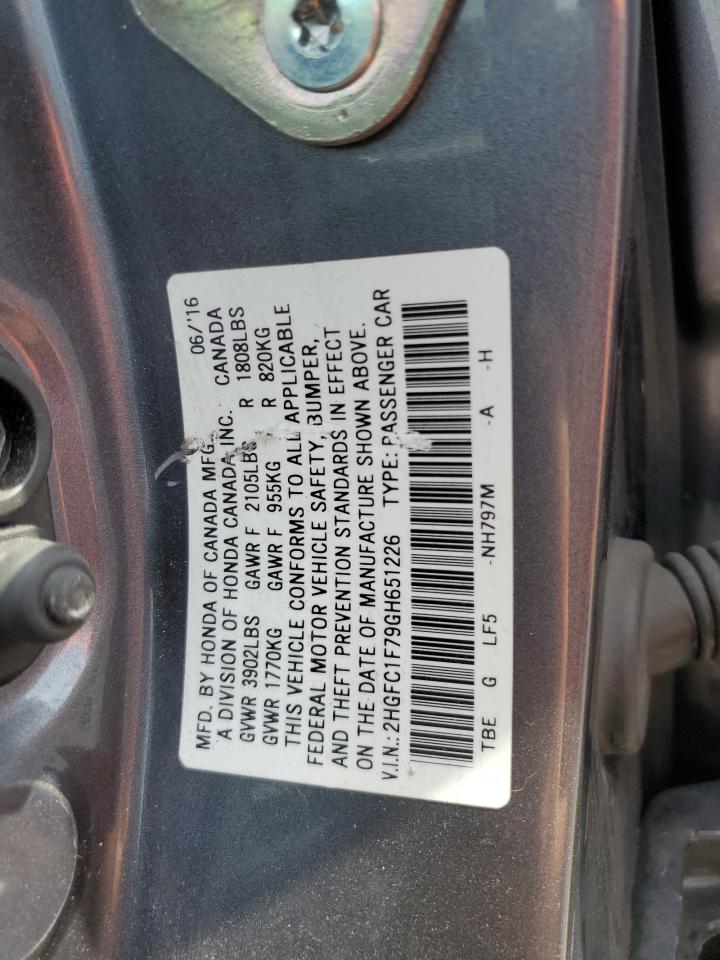 MFD. BY HONDA OF CANADA MFG. 06/'16
A DIVISION OF HONDA CANADA, INC. CANADA
GVWR 3902LBS GAWR F 2105LBS R 1808LBS
GVWR 1770KG GAWR F 955KG R 820KG
THIS VEHICLE CONFORMS TO ALL APPLICABLE
FEDERAL MOTOR VEHICLE SAFETY, BUMPER,
AND THEFT PREVENTION STANDARDS IN EFFECT
ON THE DATE OF MANUFACTURE SHOWN ABOVE.
V.I.N.: 2HGFC1F79GH651226 TYPE: PASSENGER CAR
TBE G LF5 -NH797M -A -H